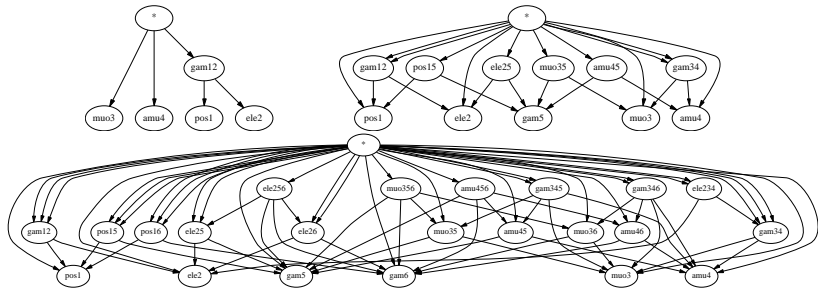 * *
gam12 gam12 pos15 ele25 muo35 amu45 gam34
muo3 amu4 pos1 ele2 pos1 ele2 gam5 muo3 amu4
*
ele256 muo356 amu456 gam345 gam346 ele234
gam12 pos15 pos16 ele25 ele26 muo35 amu45 muo36 amu46 gam34
pos1 ele2 gam5 gam6 muo3 amu4